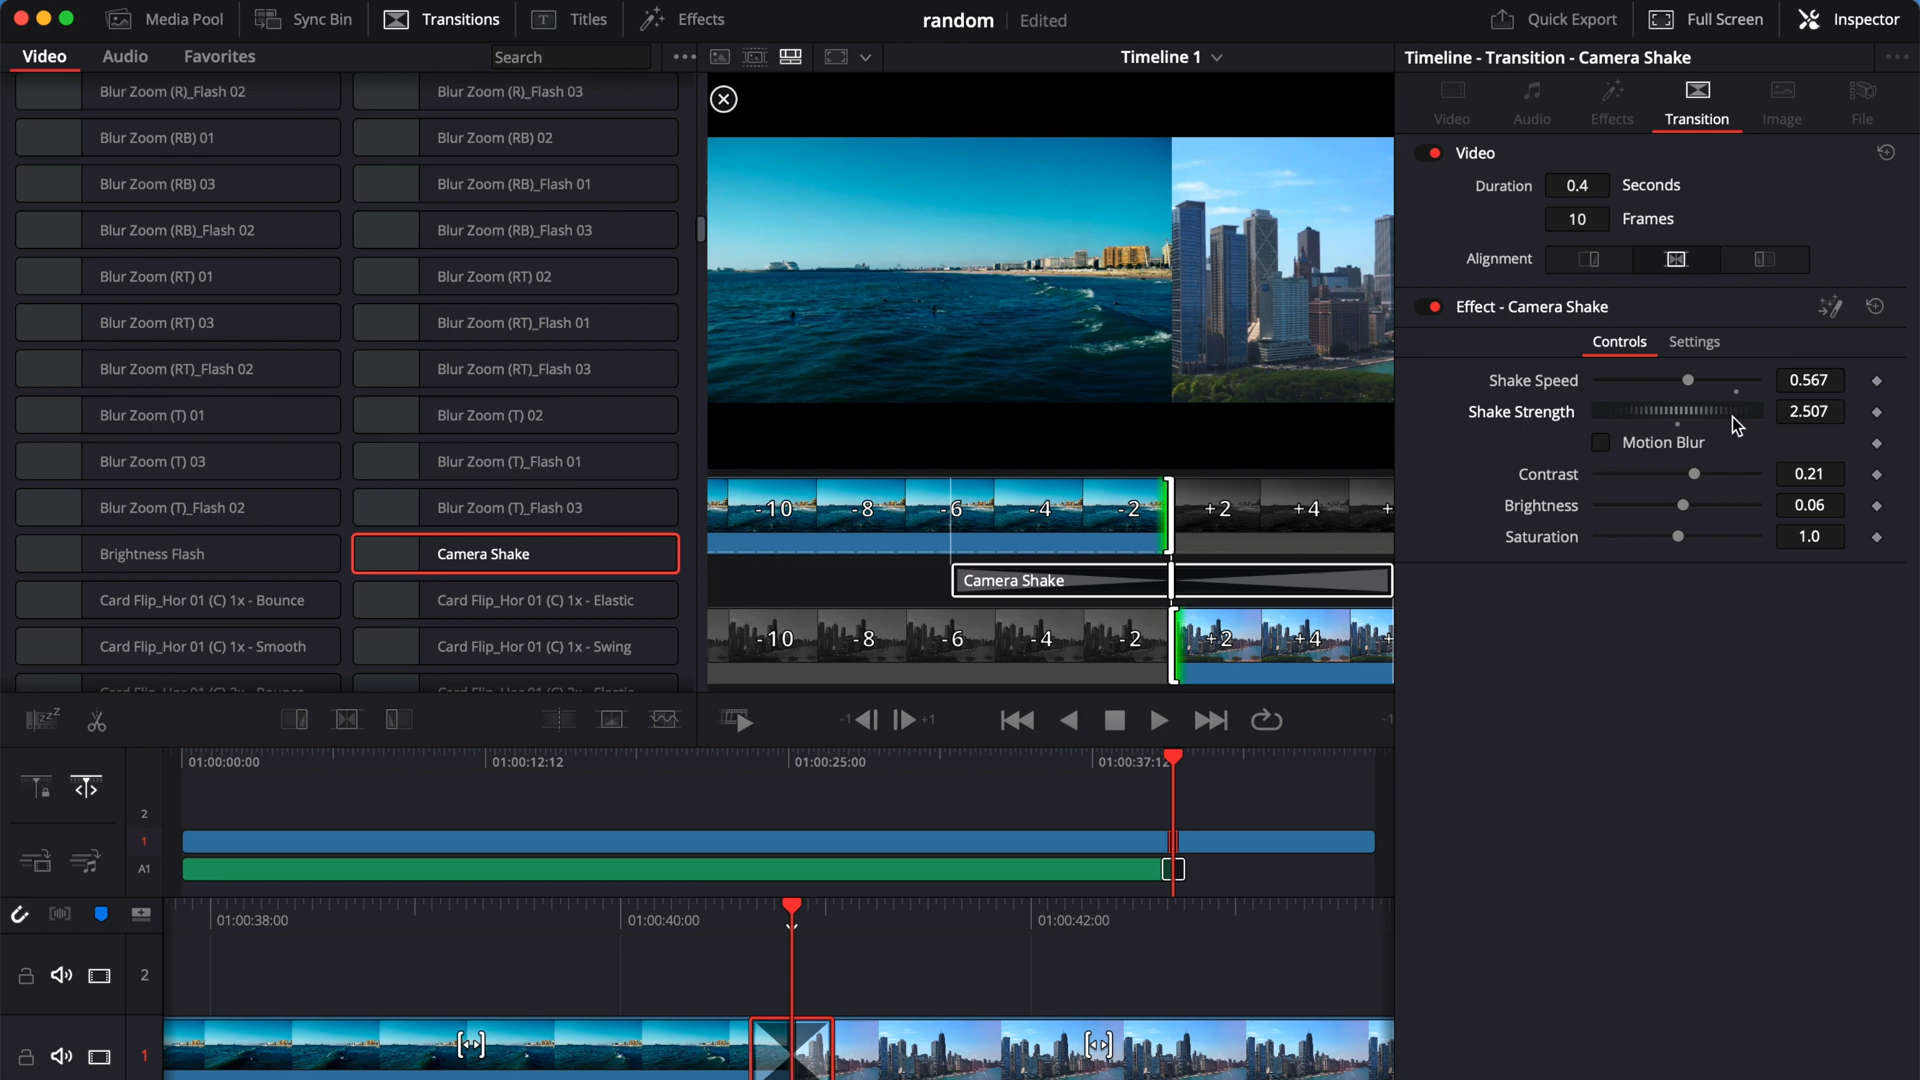 Media Pool
Sync Bin
Transitions
Titles
Effects
random
Edited
Quick Export
Full Screen
Inspector
Video
Audio
Favorites
Search
Timeline 1
Timeline - Transition - Camera Shake
Blur Zoom (R)_Flash 02
Blur Zoom (R)_Flash 03
Blur Zoom (RB) 01
Blur Zoom (RB) 02
Blur Zoom (RB) 03
Blur Zoom (RB)_Flash 01
Blur Zoom (RB)_Flash 02
Blur Zoom (RB)_Flash 03
Blur Zoom (RT) 01
Blur Zoom (RT) 02
Blur Zoom (RT) 03
Blur Zoom (RT)_Flash 01
Blur Zoom (RT)_Flash 02
Blur Zoom (RT)_Flash 03
Blur Zoom (T) 01
Blur Zoom (T) 02
Blur Zoom (T) 03
Blur Zoom (T)_Flash 01
Blur Zoom (T)_Flash 02
Blur Zoom (T)_Flash 03
Brightness Flash
Camera Shake
Card Flip_Hor 01 (C) 1x - Bounce
Card Flip_Hor 01 (C) 1x - Elastic
Card Flip_Hor 01 (C) 1x - Smooth
Card Flip_Hor 01 (C) 1x - Swing
-10 -8 -6 -4 -2 +2 +4 +
Camera Shake
-10 -8 -6 -4 -2 +2 +4 +
Video Audio Effects Transition Image File
Video
Duration 0.4 Seconds
10 Frames
Alignment
Effect - Camera Shake
Controls Settings
Shake Speed 0.567
Shake Strength 2.507
Motion Blur
Contrast 0.21
Brightness 0.06
Saturation 1.0
zzZ
-1 +1 -1
01:00:00:00 01:00:12:12 01:00:25:00 01:00:37:12
2
1
A1
01:00:38:00 01:00:40:00 01:00:42:00
2
1